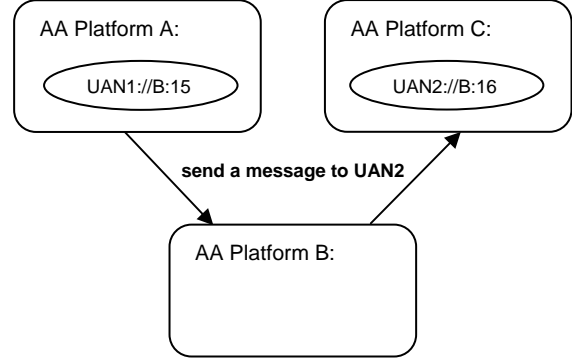 AA Platform A:
AA Platform C:
UAN1://B:15
UAN2://B:16
send a message to UAN2
AA Platform B: